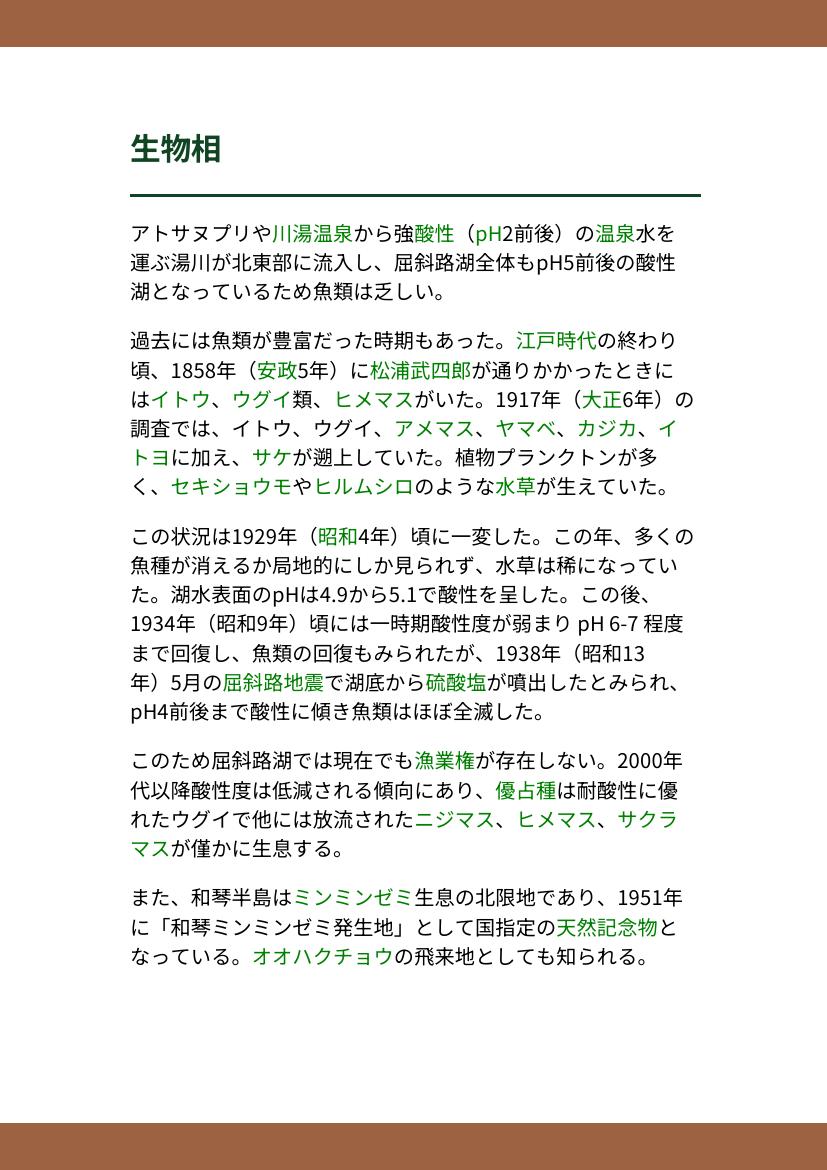 生物相
アトサヌプリや川湯温泉から強酸性（pH2前後）の温泉水を
運ぶ湯川が北東部に流入し、屈斜路湖全体もpH5前後の酸性
湖となっているため魚類は乏しい。
過去には魚類が豊富だった時期もあった。江戸時代の終わり
頃、1858年（安政5年）に松浦武四郎が通りかかったときに
はイトウ、ウグイ類、ヒメマスがいた。1917年（大正6年）の
調査では、イトウ、ウグイ、アメマス、ヤマベ、カジカ、イ
トヨに加え、サケが遡上していた。植物プランクトンが多
く、セキショウモやヒルムシロのような水草が生えていた。
この状況は1929年（昭和4年）頃に一変した。この年、多くの
魚種が消えるか局地的にしか見られず、水草は稀になってい
た。湖水表面のpHは4.9から5.1で酸性を呈した。この後、
1934年（昭和9年）頃には一時期酸性度が弱まり pH 6-7 程度
まで回復し、魚類の回復もみられたが、1938年（昭和13
年）5月の屈斜路地震で湖底から硫酸塩が噴出したとみられ、
pH4前後まで酸性に傾き魚類はほぼ全滅した。
このため屈斜路湖では現在でも漁業権が存在しない。2000年
代以降酸性度は低減される傾向にあり、優占種は耐酸性に優
れたウグイで他には放流されたニジマス、ヒメマス、サクラ
マスが僅かに生息する。
また、和琴半島はミンミンゼミ生息の北限地であり、1951年
に「和琴ミンミンゼミ発生地」として国指定の天然記念物と
なっている。オオハクチョウの飛来地としても知られる。